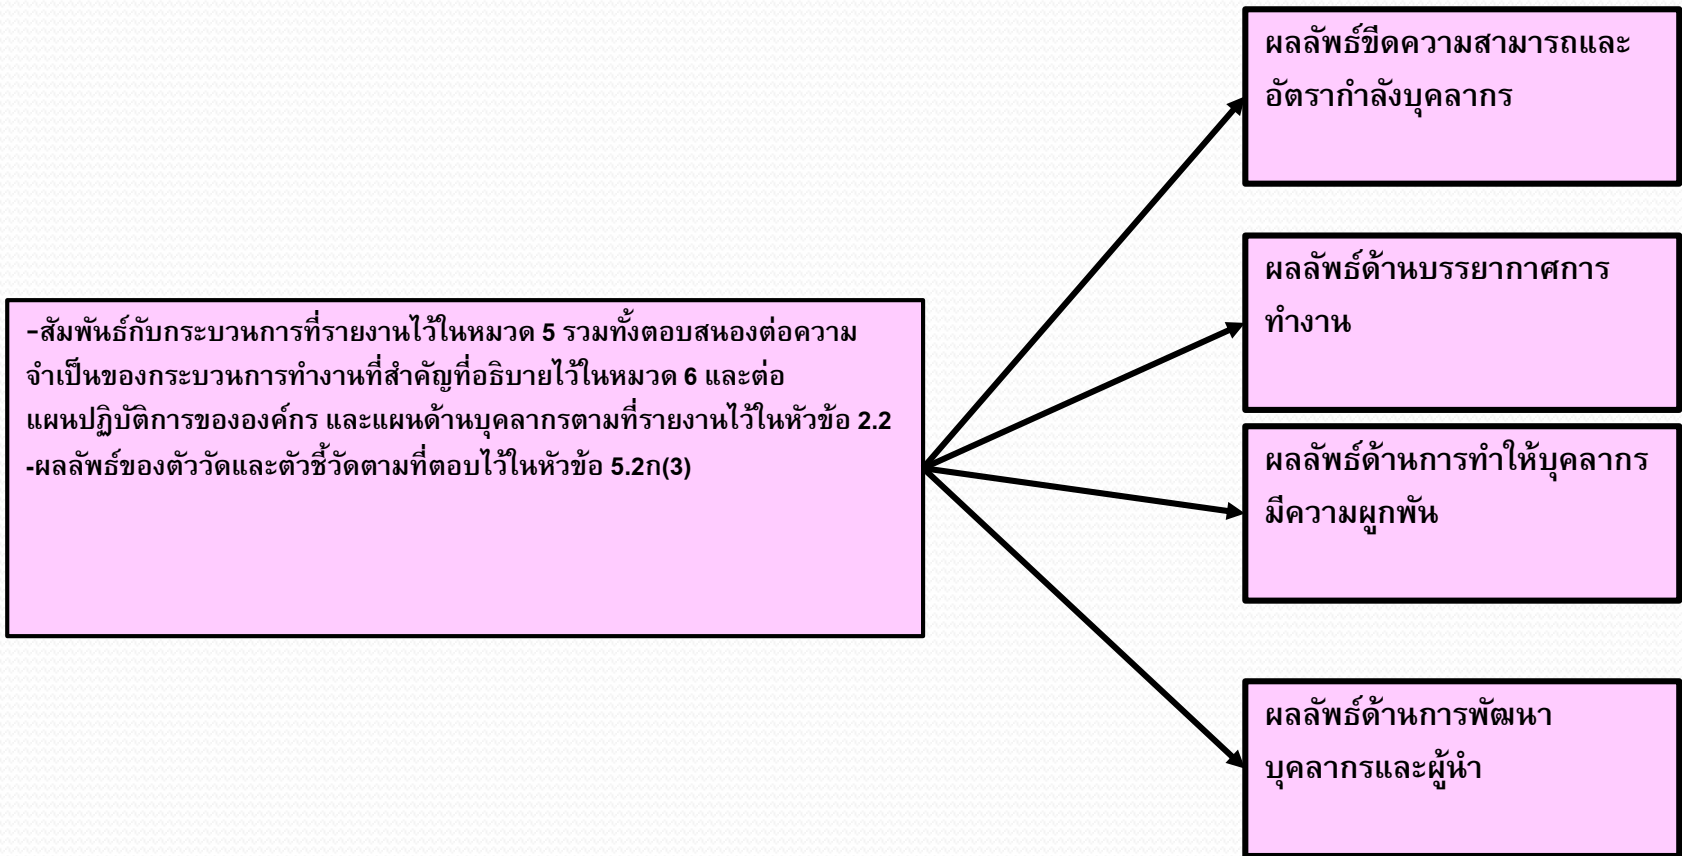 ผลลัพธ์ขีดความสามารถและ
อัตรากำลังบุคลากร
ผลลัพธ์ด้านบรรยากาศการ
ทำงาน
-สัมพันธ์กับกระบวนการที่รายงานไว้ในหมวด 5 รวมทั้งตอบสนองต่อความ
จำเป็นของกระบวนการทำงานที่สำคัญที่อธิบายไว้ในหมวด 6 และต่อ
แผนปฏิบัติการขององค์กร และแผนด้านบุคลากรตามที่รายงานไว้ในหัวข้อ 2.2
-ผลลัพธ์ของตัววัดและตัวชี้วัดตามที่ตอบไว้ในหัวข้อ 5.2ก(3)
ผลลัพธ์ด้านการทำให้บุคลากร
มีความผูกพัน
ผลลัพธ์ด้านการพัฒนา
บุคลากรและผู้นำ